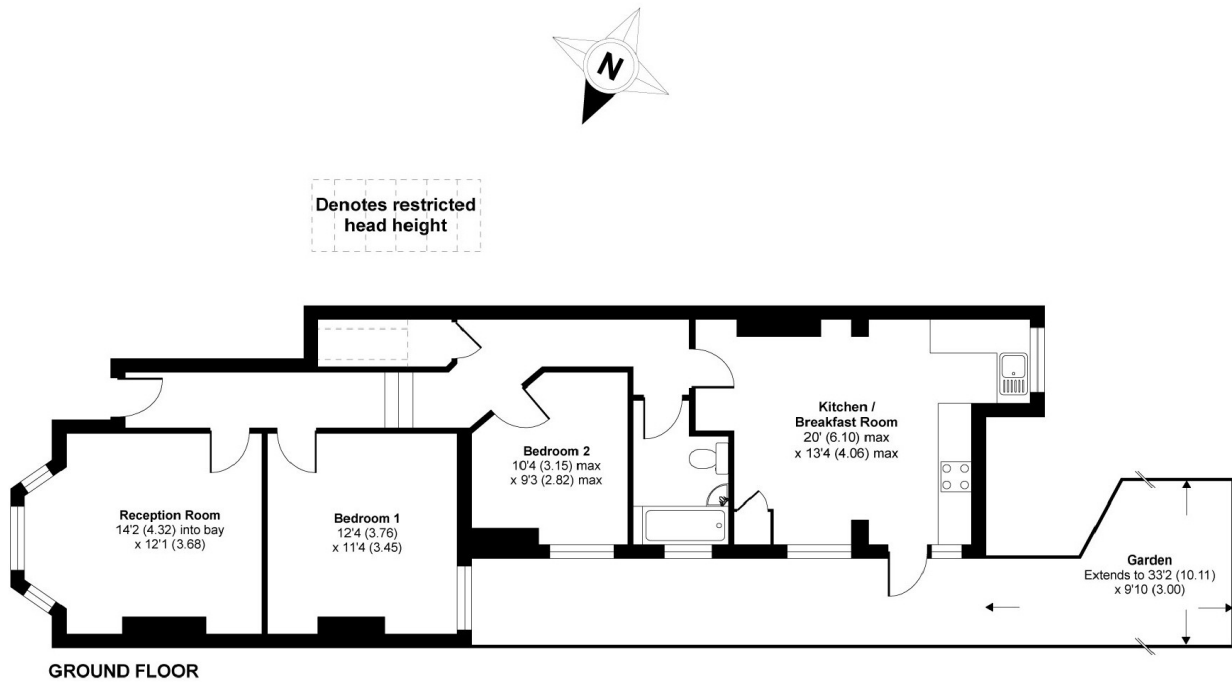 N
Denotes restricted
head height
Kitchen /
Breakfast Room
20' (6.10) max
x 13'4 (4.06) max
Bedroom 2
10'4 (3.15) max
x 9'3 (2.82) max
Reception Room
14'2 (4.32) into bay
x 12'1 (3.68)
Bedroom 1
12'4 (3.76)
x 11'4 (3.45)
Garden
Extends to 33'2 (10.11)
x 9'10 (3.00)
GROUND FLOOR